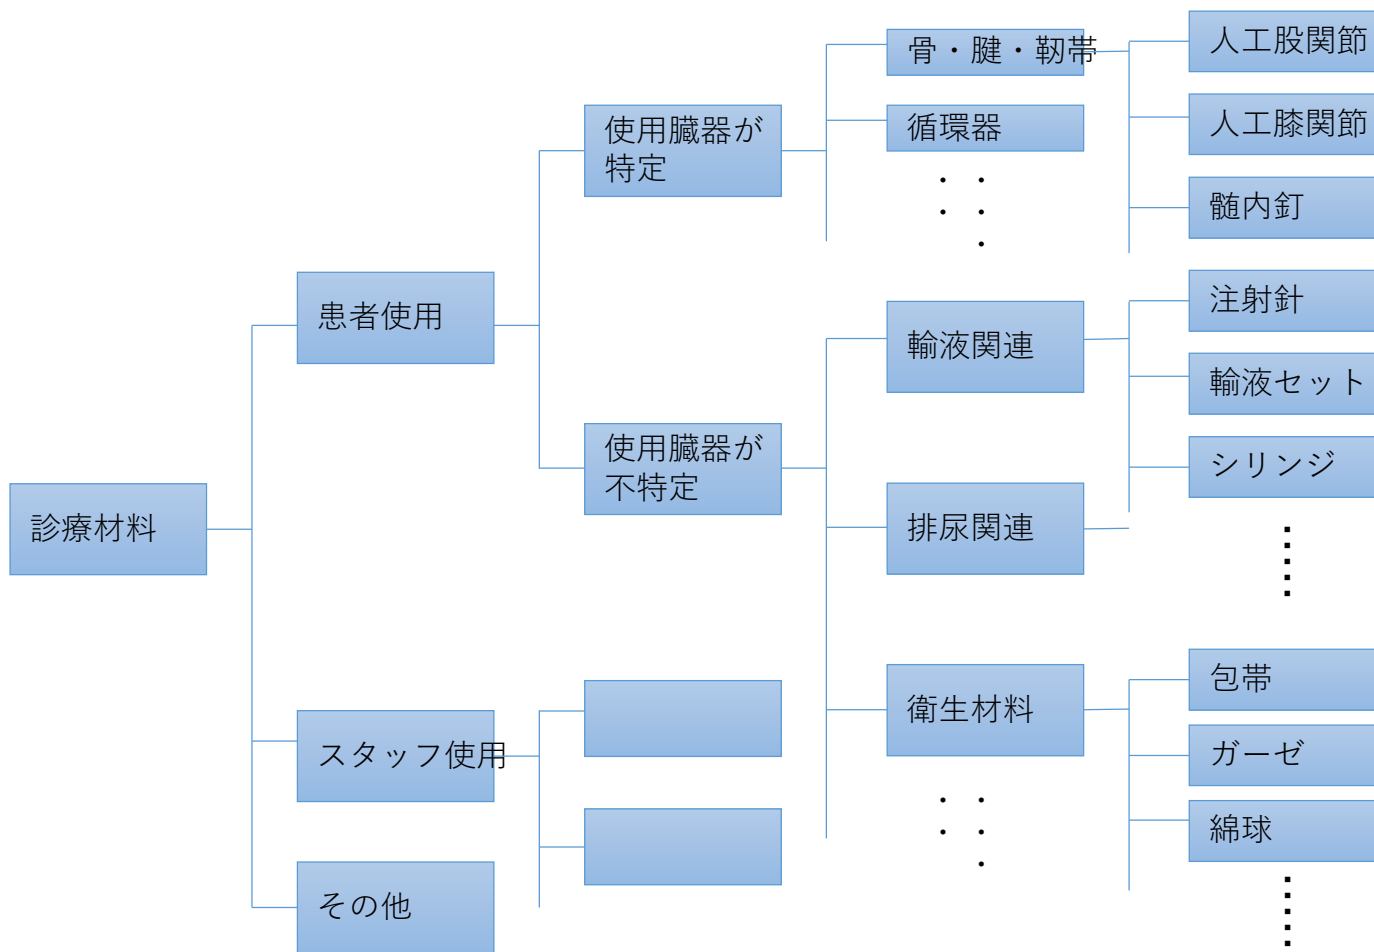 診療材料
患者使用
スタッフ使用
その他
使用臓器が
特定
使用臓器が
不特定
骨・腱・靭帯
循環器
・・
・・
・
輸液関連
排尿関連
衛生材料
・・
・・
・
人工股関節
人工膝関節
髄内釘
注射針
輸液セット
シリンジ
・・・・・
包帯
ガーゼ
綿球
・・・・・